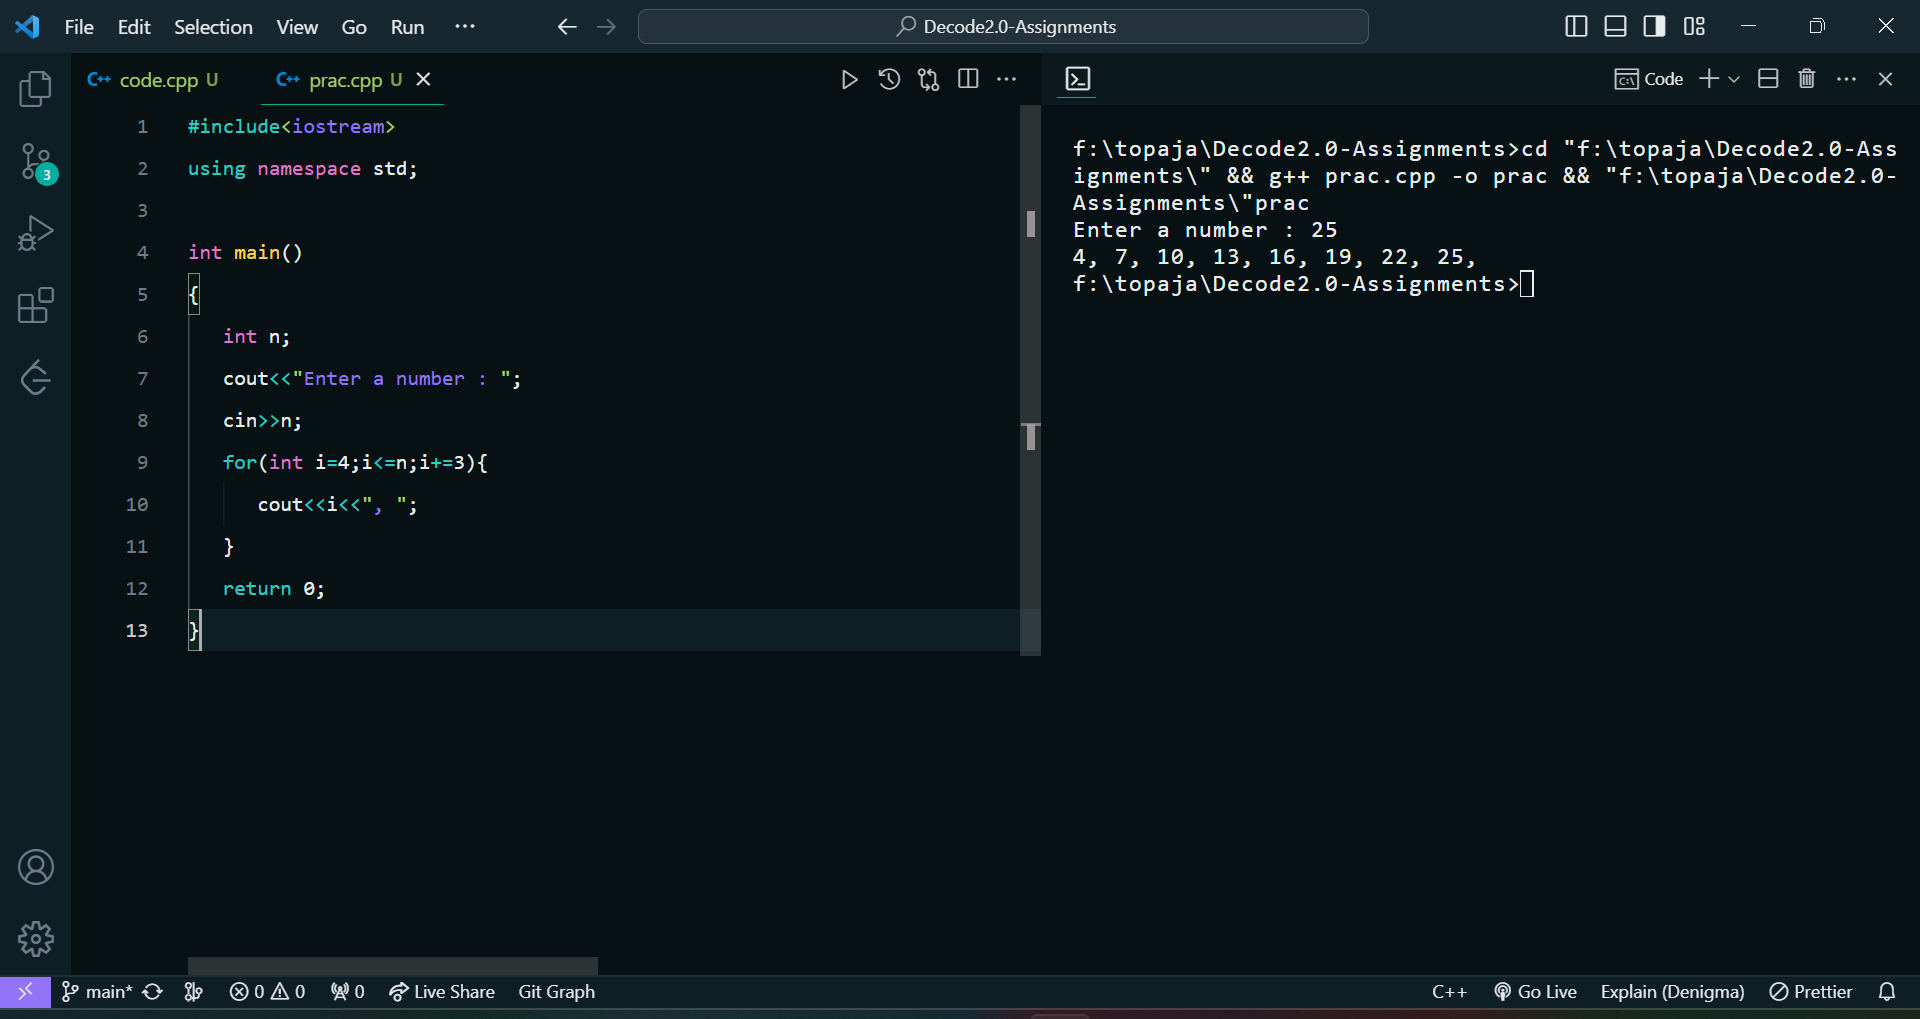 File Edit Selection View Go Run ··· Decode2.0-Assignments
C++ code.cpp U C++ prac.cpp U Code
1 #include<iostream>
2 using namespace std;
3
4 int main()
5 {
6 int n;
7 cout<<"Enter a number : ";
8 cin>>n;
9 for(int i=4;i<=n;i+=3){
10 cout<<i<<", ";
11 }
12 return 0;
13 }
f:\topaja\Decode2.0-Assignments>cd "f:\topaja\Decode2.0-Ass
ignments\" && g++ prac.cpp -o prac && "f:\topaja\Decode2.0-
Assignments\"prac
Enter a number : 25
4, 7, 10, 13, 16, 19, 22, 25,
f:\topaja\Decode2.0-Assignments>
3
main* 0 0 0 Live Share Git Graph C++ Go Live Explain (Denigma) Prettier